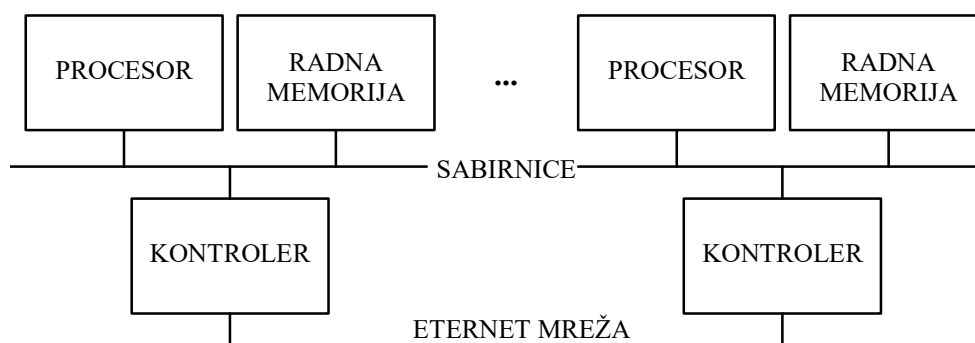 PROCESOR
RADNA
MEMORIJA
...
PROCESOR
RADNA
MEMORIJA
SABIRNICE
KONTROLER
KONTROLER
ETERNET MREŽA